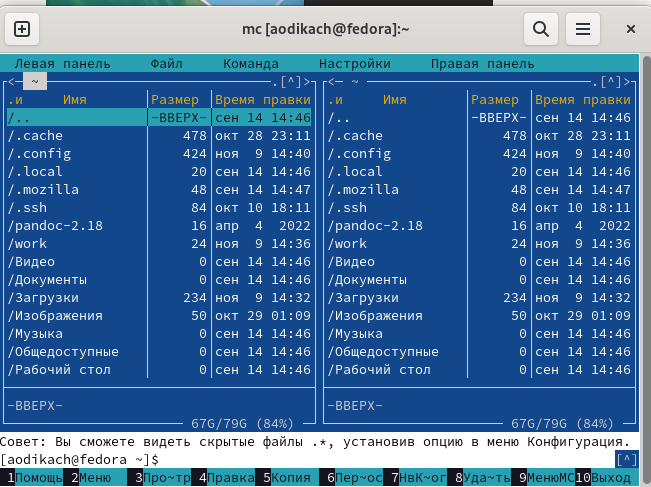 mc [aodikach@fedora]:~
Левая панель Файл Команда Настройки Правая панель
<─ ~ .[^]> <─ ~ .[^]>
.и Имя Размер Время правки .и Имя Размер Время правки
/.. -ВВЕРХ- сен 14 14:46 /.. -ВВЕРХ- сен 14 14:46
/.cache 478 окт 28 23:11 /.cache 478 окт 28 23:11
/.config 424 ноя 9 14:40 /.config 424 ноя 9 14:40
/.local 20 сен 14 14:46 /.local 20 сен 14 14:46
/.mozilla 48 сен 14 14:47 /.mozilla 48 сен 14 14:47
/.ssh 84 окт 10 18:11 /.ssh 84 окт 10 18:11
/pandoc-2.18 16 апр 4 2022 /pandoc-2.18 16 апр 4 2022
/work 24 ноя 9 14:36 /work 24 ноя 9 14:36
/Видео 0 сен 14 14:46 /Видео 0 сен 14 14:46
/Документы 0 сен 14 14:46 /Документы 0 сен 14 14:46
/Загрузки 234 ноя 9 14:32 /Загрузки 234 ноя 9 14:32
/Изображения 50 окт 29 01:09 /Изображения 50 окт 29 01:09
/Музыка 0 сен 14 14:46 /Музыка 0 сен 14 14:46
/Общедоступные 0 сен 14 14:46 /Общедоступные 0 сен 14 14:46
/Рабочий стол 0 сен 14 14:46 /Рабочий стол 0 сен 14 14:46
-ВВЕРХ- -ВВЕРХ-
67G/79G (84%) 67G/79G (84%)
Совет: Вы сможете видеть скрытые файлы .*, установив опцию в меню Конфигурация.
[aodikach@fedora ~]$ [^]
1Помощь 2Меню 3Про~тр 4Правка 5Копия 6Пер~ос 7НвК~ог 8Уда~ть 9МенюМС 10Выход